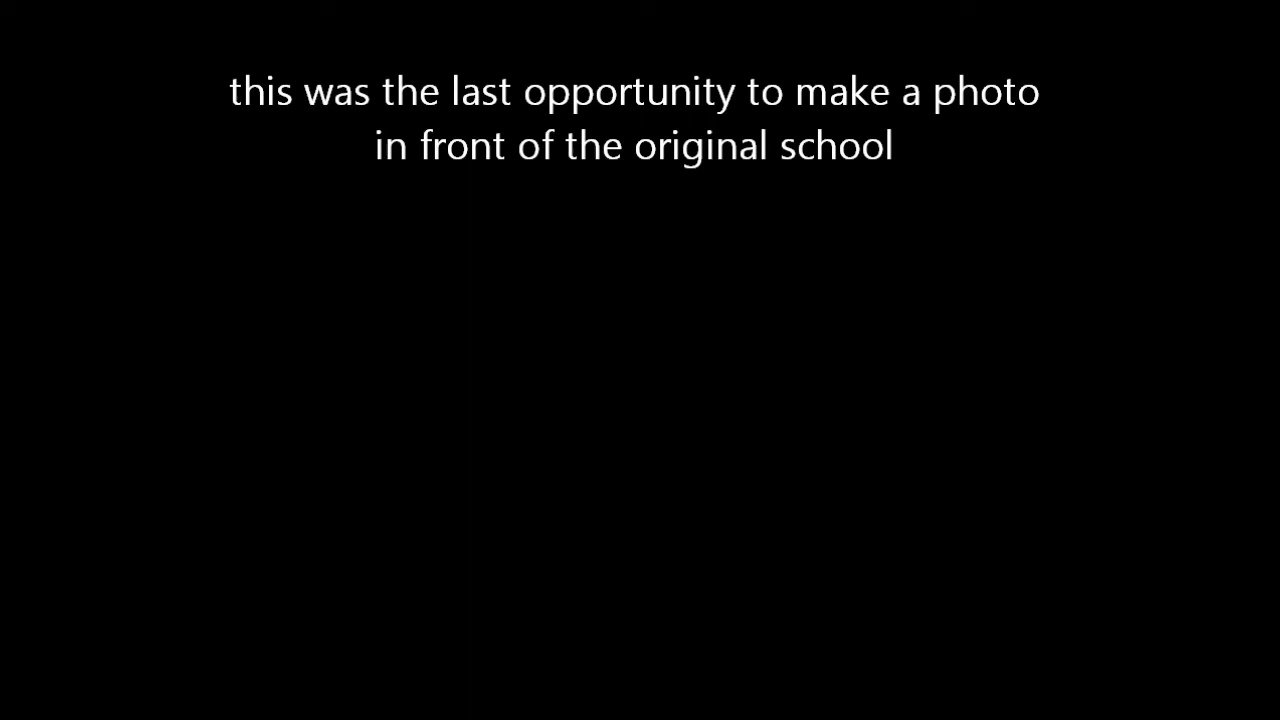 this was the last opportunity to make a photo
in front of the original school